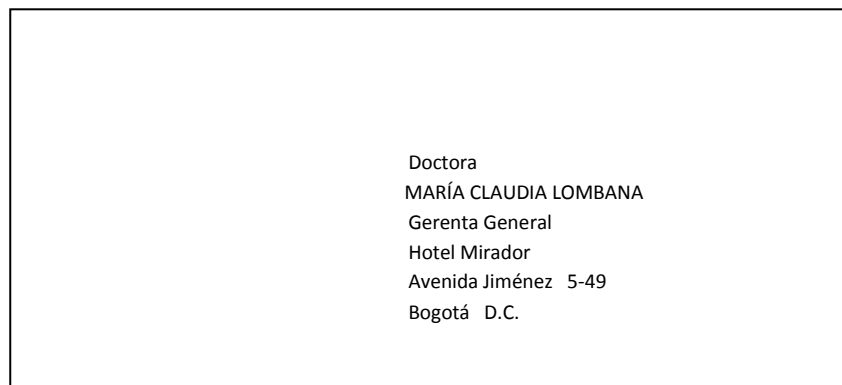 Doctora
MARÍA CLAUDIA LOMBANA
Gerenta General
Hotel Mirador
Avenida Jiménez 5-49
Bogotá D.C.